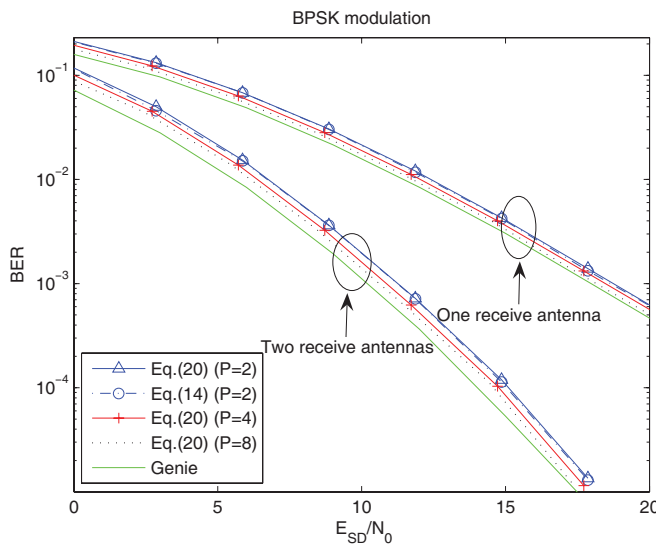 BPSK modulation
10^−1
10^−2
10^−3
10^−4
BER
One receive antenna
Two receive antennas
Eq.(20) (P=2)
Eq.(14) (P=2)
Eq.(20) (P=4)
Eq.(20) (P=8)
Genie
0 5 10 15 20
E_SD/N_0